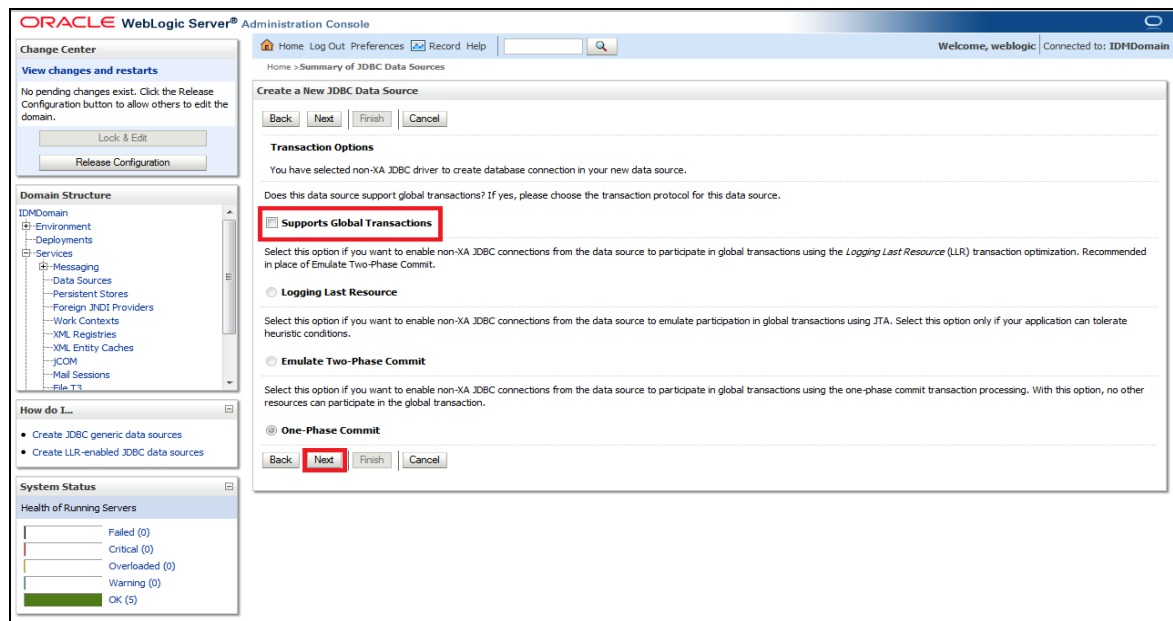 ORACLE WebLogic Server® Administration Console
Change Center
View changes and restarts
No pending changes exist. Click the Release
Configuration button to allow others to edit the
domain.
Lock & Edit
Release Configuration
Domain Structure
IDMDomain
Environment
Deployments
Services
Messaging
Data Sources
Persistent Stores
Foreign JNDI Providers
Work Contexts
XML Registries
XML Entity Caches
jCOM
Mail Sessions
File T3
How do I...
Create JDBC generic data sources
Create LLR-enabled JDBC data sources
System Status
Health of Running Servers
Failed (0)
Critical (0)
Overloaded (0)
Warning (0)
OK (5)
Home Log Out Preferences Record Help
Welcome, weblogic Connected to: IDMDomain
Home >Summary of JDBC Data Sources
Create a New JDBC Data Source
Back Next Finish Cancel
Transaction Options
You have selected non-XA JDBC driver to create database connection in your new data source.
Does this data source support global transactions? If yes, please choose the transaction protocol for this data source.
Supports Global Transactions
Select this option if you want to enable non-XA JDBC connections from the data source to participate in global transactions using the Logging Last Resource (LLR) transaction optimization. Recommended
in place of Emulate Two-Phase Commit.
Logging Last Resource
Select this option if you want to enable non-XA JDBC connections from the data source to emulate participation in global transactions using JTA. Select this option only if your application can tolerate
heuristic conditions.
Emulate Two-Phase Commit
Select this option if you want to enable non-XA JDBC connections from the data source to participate in global transactions using the one-phase commit transaction processing. With this option, no other
resources can participate in the global transaction.
One-Phase Commit
Back Next Finish Cancel